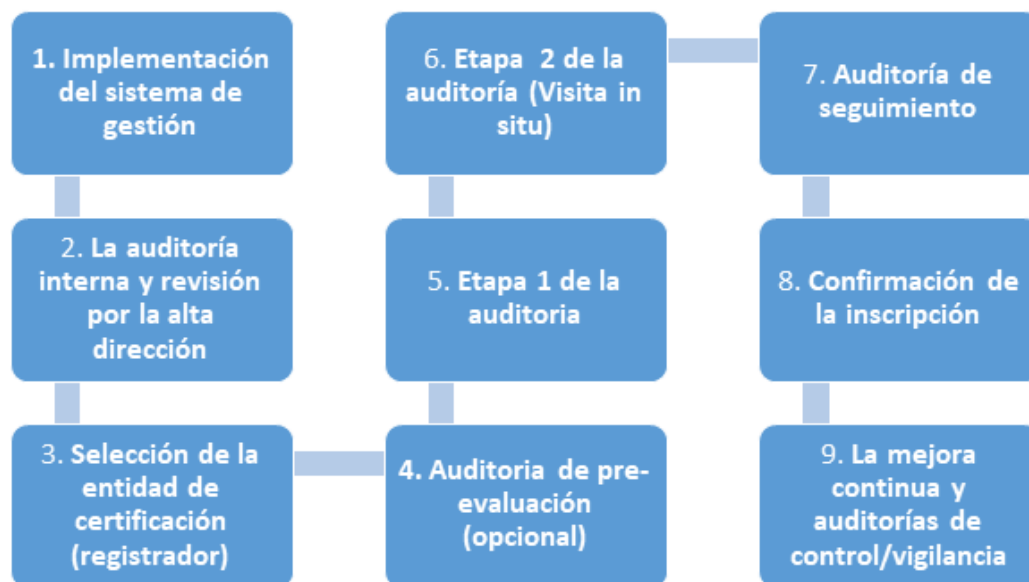 1. Implementación
del sistema de
gestión
2. La auditoría
interna y revisión
por la alta
dirección
3. Selección de la
entidad de
certificación
(registrador)
4. Auditoria de pre-
evaluación
(opcional)
5. Etapa 1 de la
auditoria
6. Etapa 2 de la
auditoría (Visita in
situ)
7. Auditoría de
seguimiento
8. Confirmación de
la inscripción
9. La mejora
continua y
auditorías de
control/vigilancia